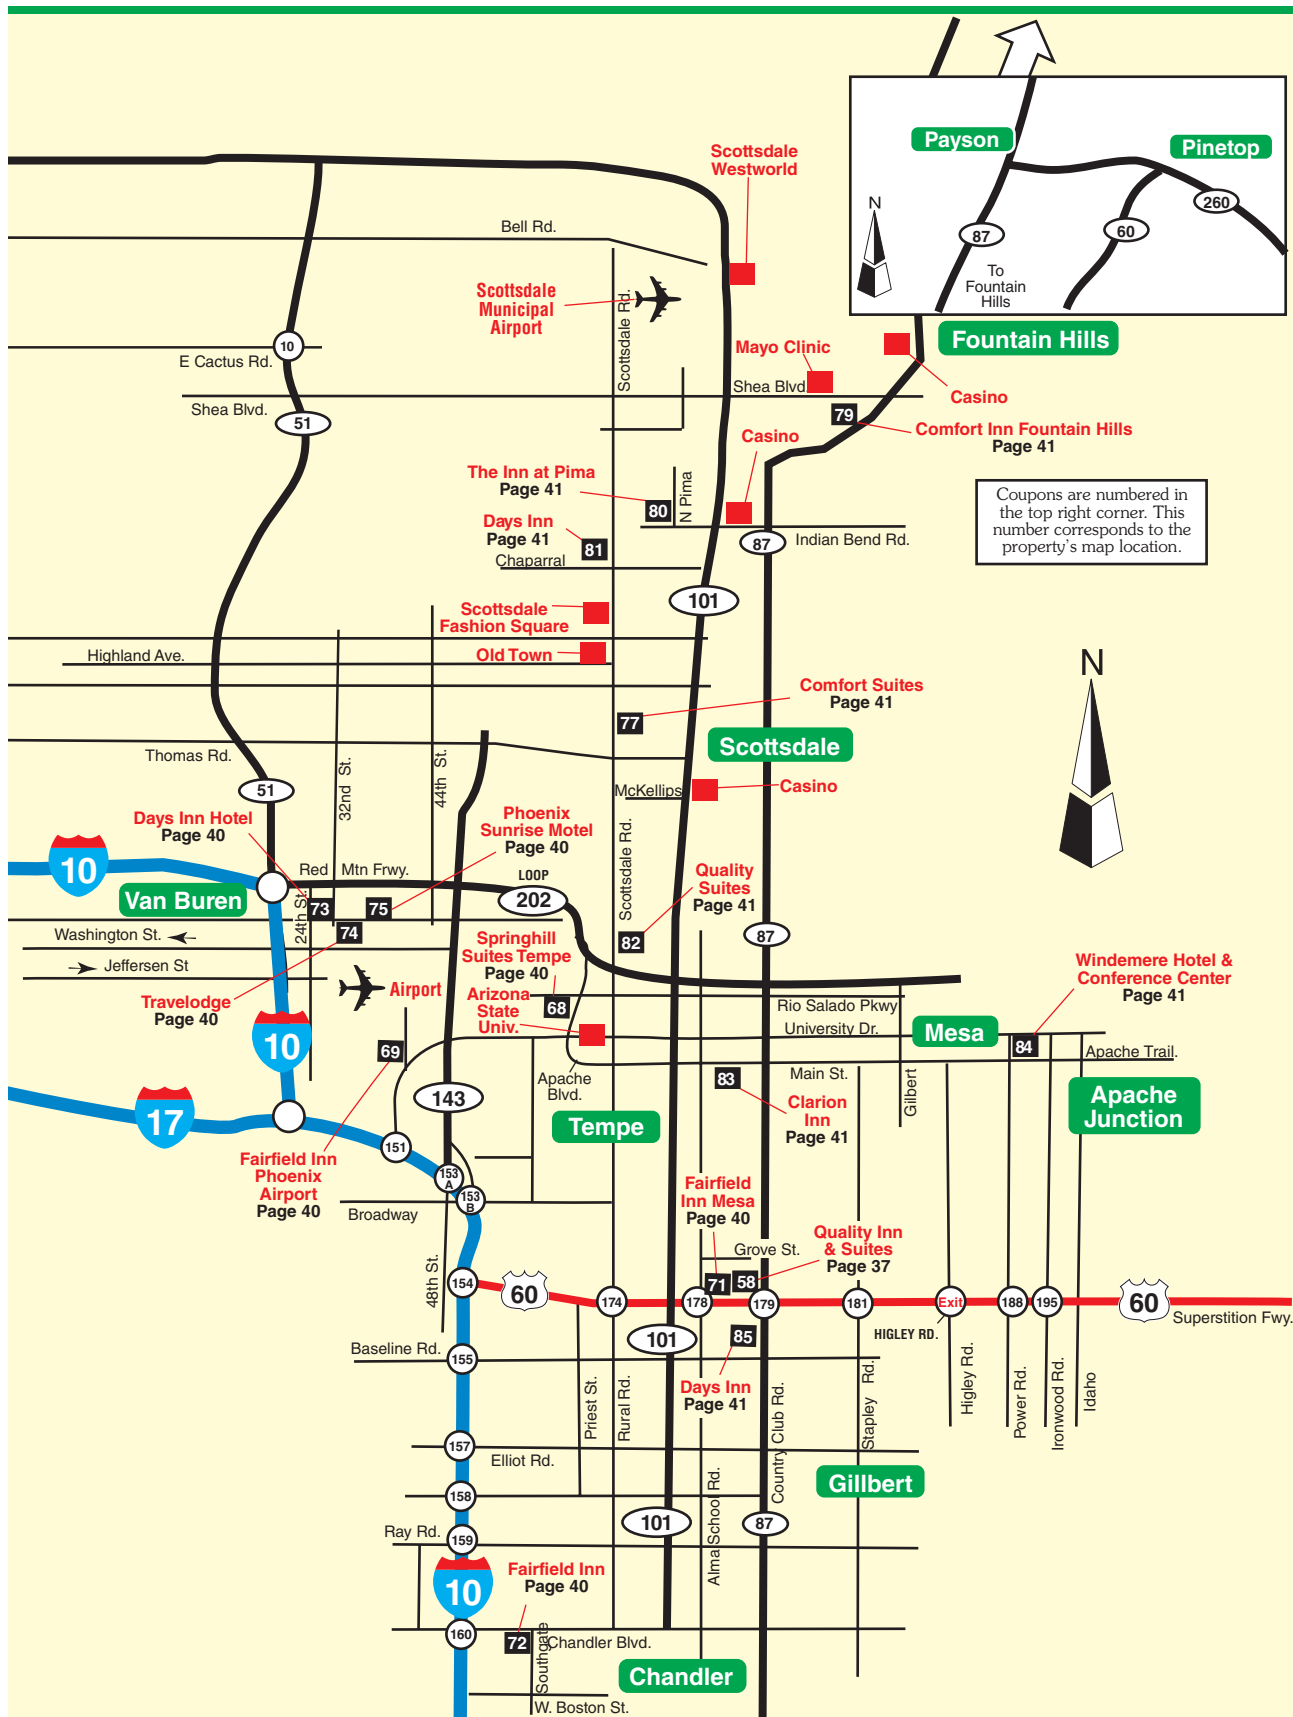 Payson
Pinetop
N
260
60
87
To
Fountain
Hills
Scottsdale
Westworld
Bell Rd.
Scottsdale
Municipal
Airport
Scottsdale Rd.
Fountain Hills
10
E Cactus Rd.
Mayo Clinic
Casino
Shea Blvd.
Shea Blvd.
51
79
Comfort Inn Fountain Hills
Page 41
Casino
The Inn at Pima
Page 41
80
N Pima
Coupons are numbered in
the top right corner. This
number corresponds to the
property's map location.
Days Inn
Page 41
81
Chaparral
87
Indian Bend Rd.
101
Scottsdale
Fashion Square
Highland Ave.
Old Town
N
Comfort Suites
Page 41
77
Scottsdale
Thomas Rd.
32nd St.
44th St.
51
McKellips
Casino
Days Inn Hotel
Page 40
Phoenix
Sunrise Motel
Page 40
Scottsdale Rd.
10
Red Mtn Frwy.
LOOP
202
Quality
Suites
Page 41
Van Buren
24th St.
73
75
74
82
87
Washington St.
Jeffersen St
Springhill
Suites Tempe
Page 40
Windemere Hotel &
Conference Center
Page 41
Travelodge
Page 40
Airport
Arizona
State
Univ.
68
Rio Salado Pkwy
University Dr.
Mesa
84
Apache Trail.
10
69
Apache
Blvd.
83
Main St.
Gilbert
Clarion
Inn
Page 41
Apache
Junction
143
17
Tempe
151
Fairfield Inn
Phoenix
Airport
Page 40
153
A
153
B
Broadway
Fairfield
Inn Mesa
Page 40
Quality Inn
& Suites
Page 37
Grove St.
48th St.
154
60
174
178
71
58
179
181
Exit
188
195
60
Superstition Fwy.
HIGLEY RD.
101
85
Baseline Rd.
155
Days Inn
Page 41
Priest St.
Rural Rd.
Alma School Rd.
Country Club Rd.
Stapley Rd.
Higley Rd.
Power Rd.
Ironwood Rd.
Idaho
157
Elliot Rd.
Gillbert
158
101
87
Ray Rd.
159
10
Fairfield Inn
Page 40
160
72
Southgate
Chandler Blvd.
Chandler
W. Boston St.